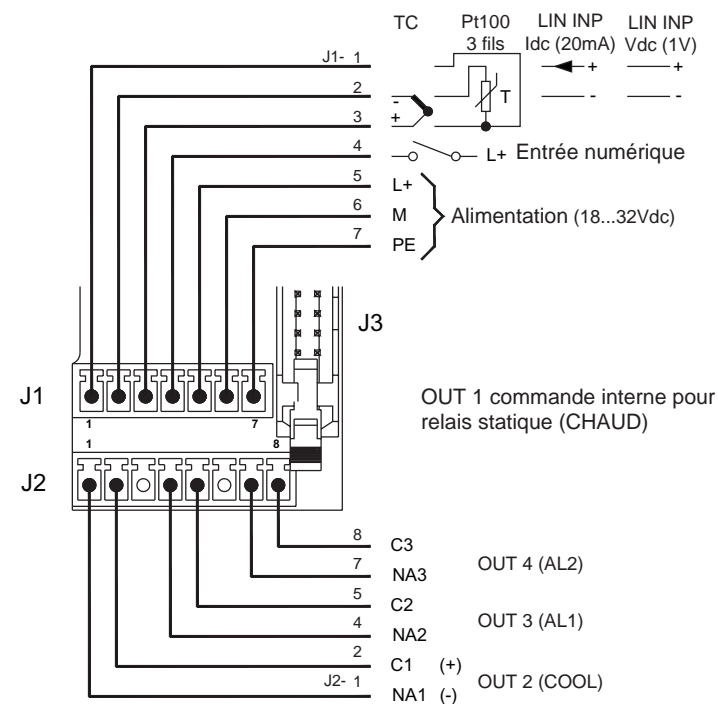 TC Pt100 LIN INP LIN INP
3 fils Idc (20mA) Vdc (1V)
J1- 1 + +
2 - T - -
3 +
4 L+ Entrée numérique
5 L+
6 M Alimentation (18...32Vdc)
7 PE
J3
J1
1 7
OUT 1 commande interne pour
relais statique (CHAUD)
1 8
J2
8 C3
7 NA3 OUT 4 (AL2)
5 C2
4 NA2 OUT 3 (AL1)
2 C1 (+)
J2- 1 NA1 (-) OUT 2 (COOL)